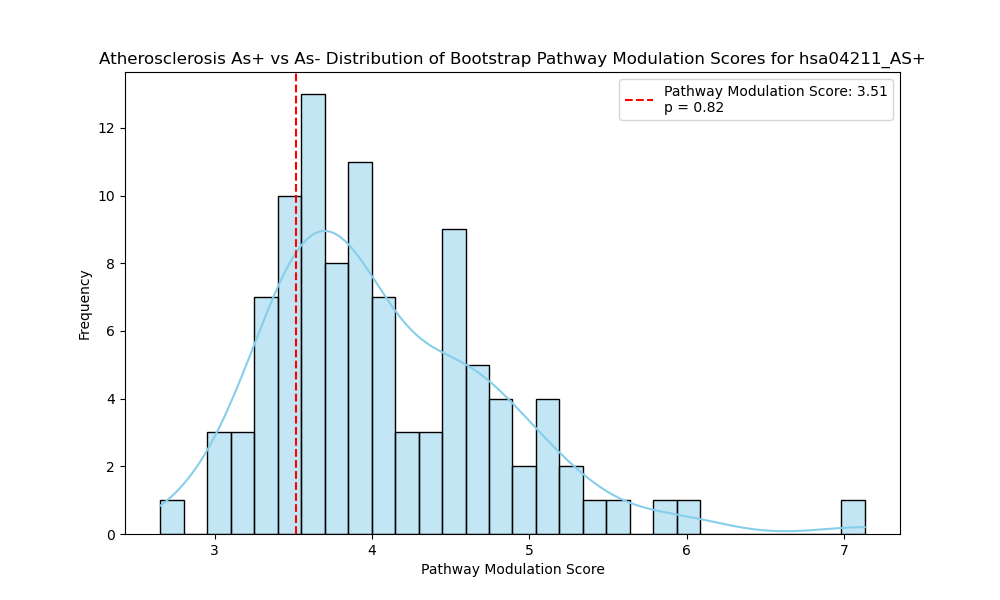 Atherosclerosis As+ vs As- Distribution of Bootstrap Pathway Modulation Scores for hsa04211_AS+
Pathway Modulation Score: 3.51
p = 0.82
12
10
8
6
4
2
0
Frequency
3 4 5 6 7
Pathway Modulation Score